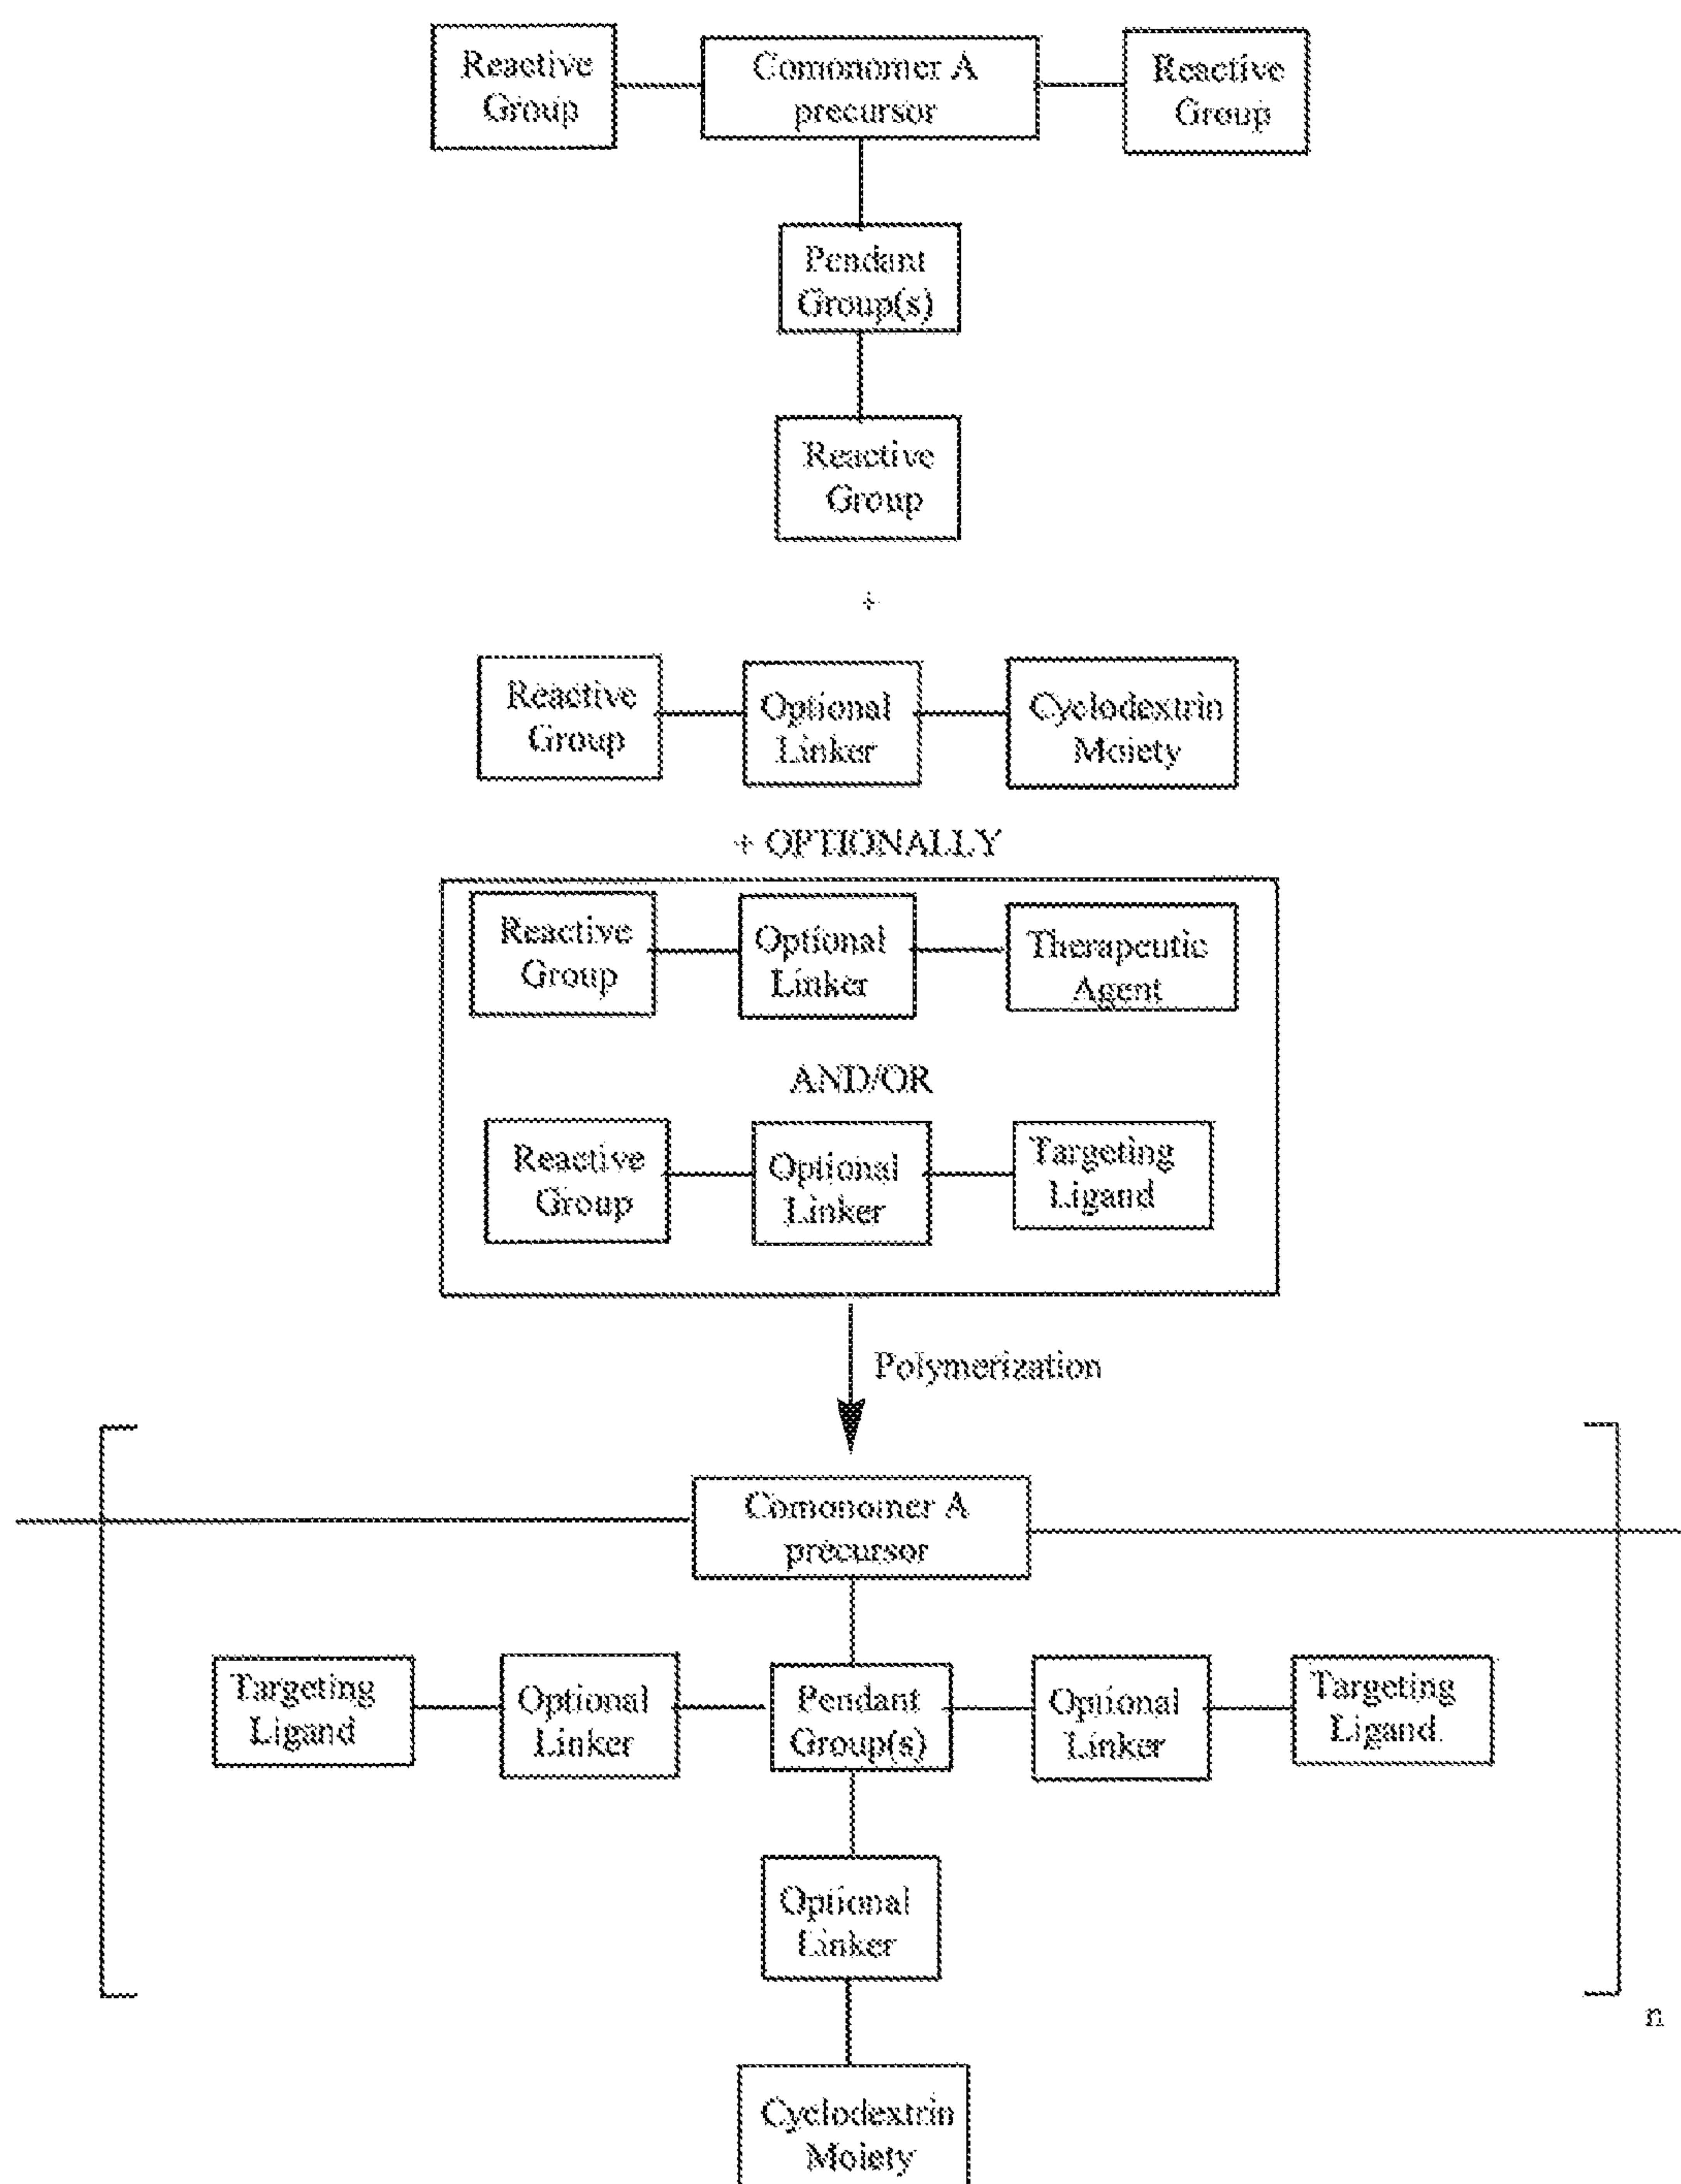 Reactive
Group
Comonomer A
precursor
Reactive
Group
Pendant
Group(s)
Reactive
Group
+
Reactive
Group
Optional
Linker
Cyclodextrin
Moiety
+ OPTIONALLY
Reactive
Group
Optional
Linker
Therapeutic
Agent
AND/OR
Reactive
Group
Optional
Linker
Targeting
Ligand
Polymerization
Comonomer A
precursor
Targeting
Ligand
Optional
Linker
Pendant
Group(s)
Optional
Linker
Targeting
Ligand
Optional
Linker
n
Cyclodextrin
Moiety